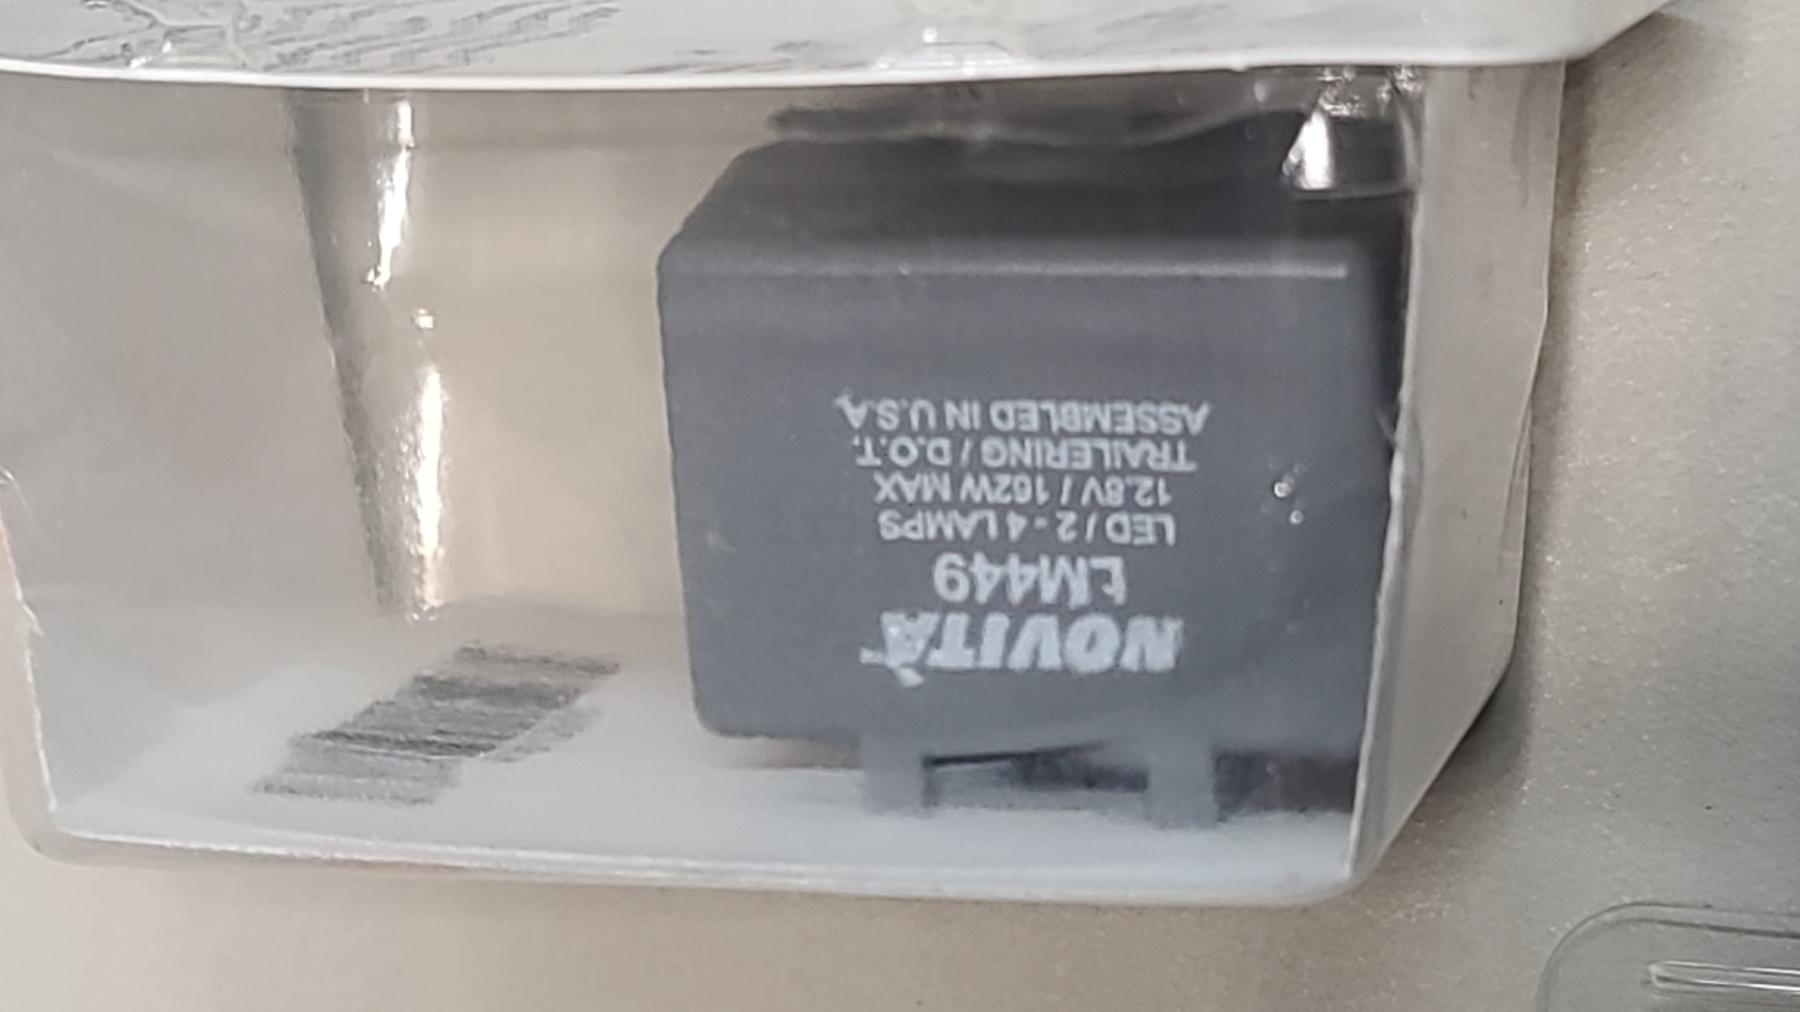 NOVITA
LM449
LED / 2 - 4 LAMPS
12.8V / 162W MAX
TRAILERING / D.O.T.
ASSEMBLED IN U.S.A.